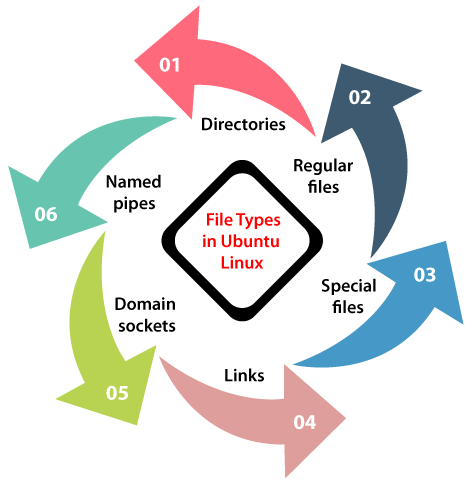 01
Directories
02
Regular
files
03
Special
files
04
Links
05
Domain
sockets
06
Named
pipes
File Types
in Ubuntu
Linux